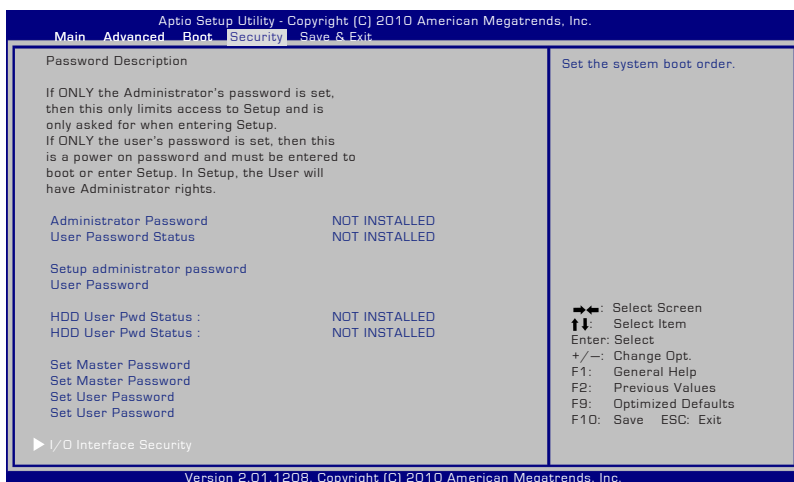 Aptio Setup Utility - Copyright (C) 2010 American Megatrends, Inc.
Main Advanced Boot Security Save & Exit
Password Description
If ONLY the Administrator's password is set,
then this only limits access to Setup and is
only asked for when entering Setup.
If ONLY the user's password is set, then this
is a power on password and must be entered to
boot or enter Setup. In Setup, the User will
have Administrator rights.
Administrator Password NOT INSTALLED
User Password Status NOT INSTALLED
Setup administrator password
User Password
HDD User Pwd Status : NOT INSTALLED
HDD User Pwd Status : NOT INSTALLED
Set Master Password
Set Master Password
Set User Password
Set User Password
I/O Interface Security
Set the system boot order.
→←: Select Screen
↑↓: Select Item
Enter: Select
+/—: Change Opt.
F1: General Help
F2: Previous Values
F9: Optimized Defaults
F10: Save ESC: Exit
Version 2.01.1208. Copyright (C) 2010 American Megatrends, Inc.